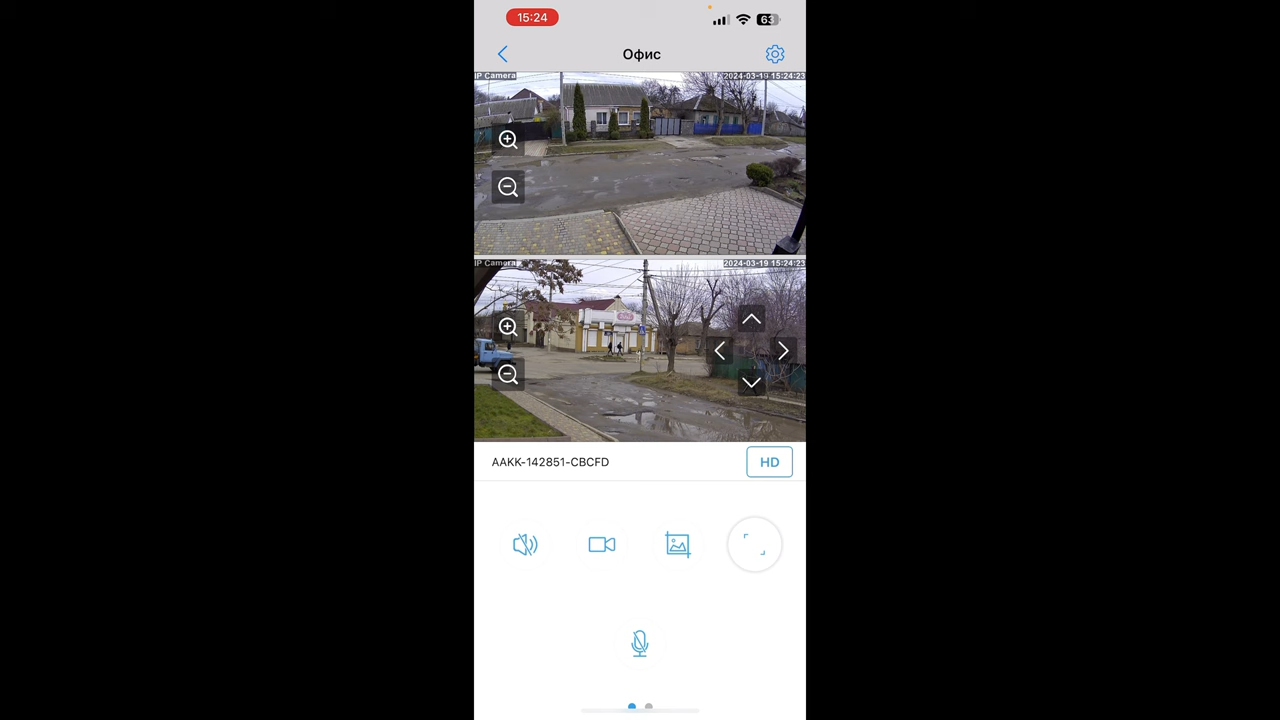 15:24
63
Офис
IP Camera
2024-03-19 15:24:23
IP Camera
2024-03-19 15:24:23
AAKK-142851-CBCFD
HD